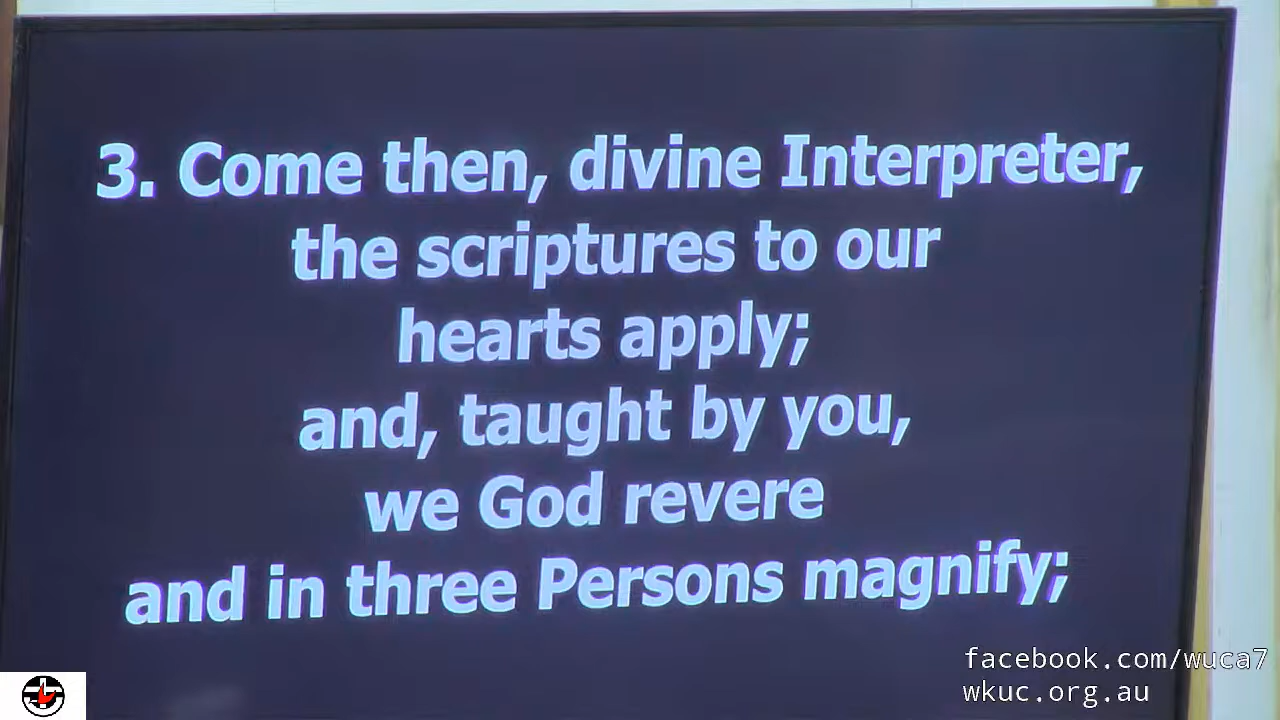 3. Come then, divine Interpreter,
the scriptures to our
hearts apply;
and, taught by you,
we God revere
and in three Persons magnify;
facebook.com/wuca7
wkuc.org.au